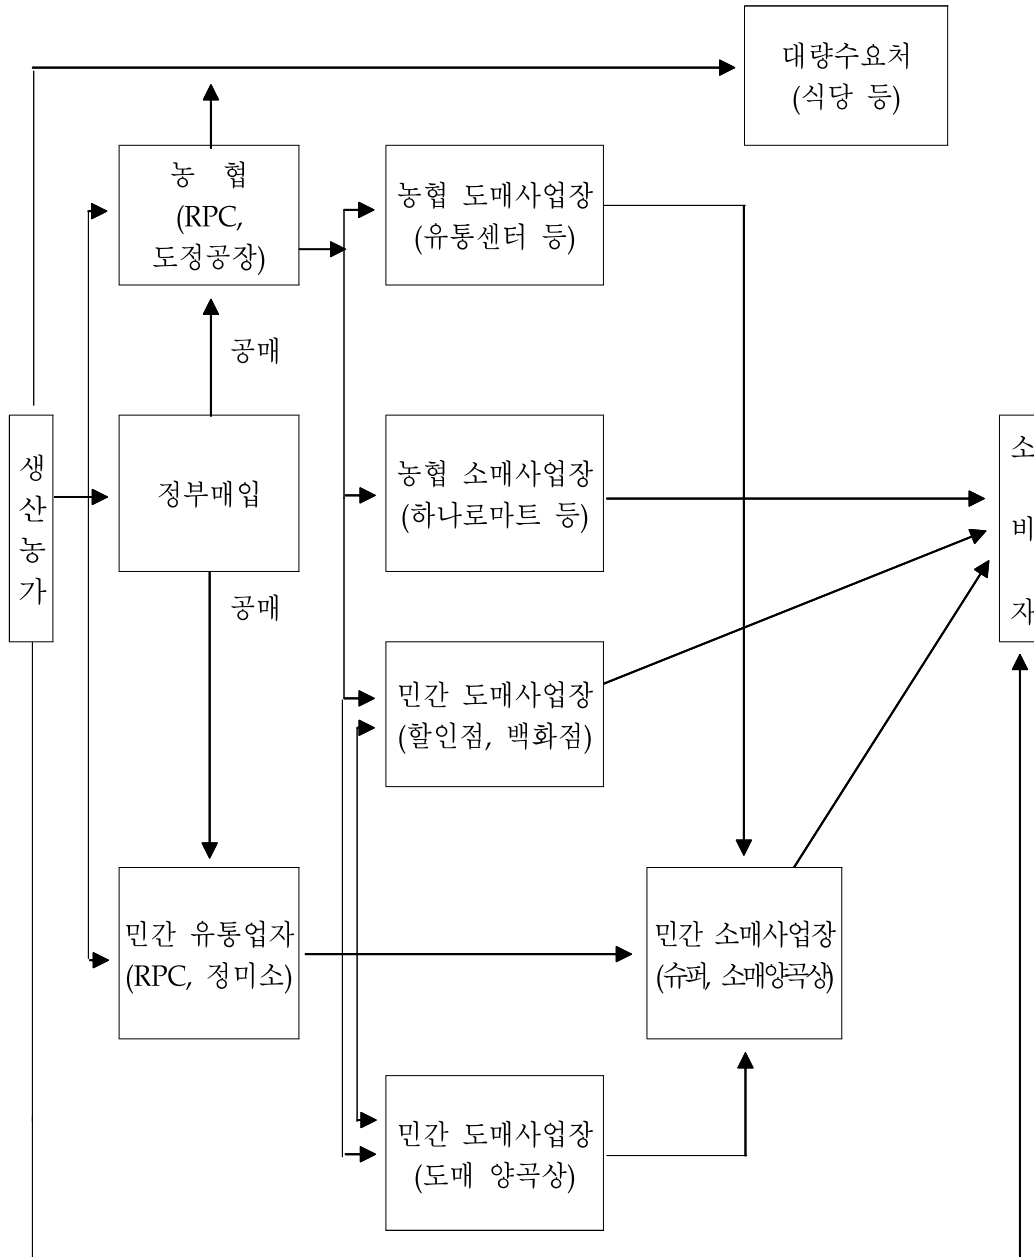 대량수요처
(식당 등)
농 협
(RPC,
도정공장)
농협 도매사업장
(유통센터 등)
공매
생
산
농
가
정부매입
농협 소매사업장
(하나로마트 등)
소
비
자
공매
민간 도매사업장
(할인점, 백화점)
민간 유통업자
(RPC, 정미소)
민간 소매사업장
(슈퍼, 소매양곡상)
민간 도매사업장
(도매 양곡상)